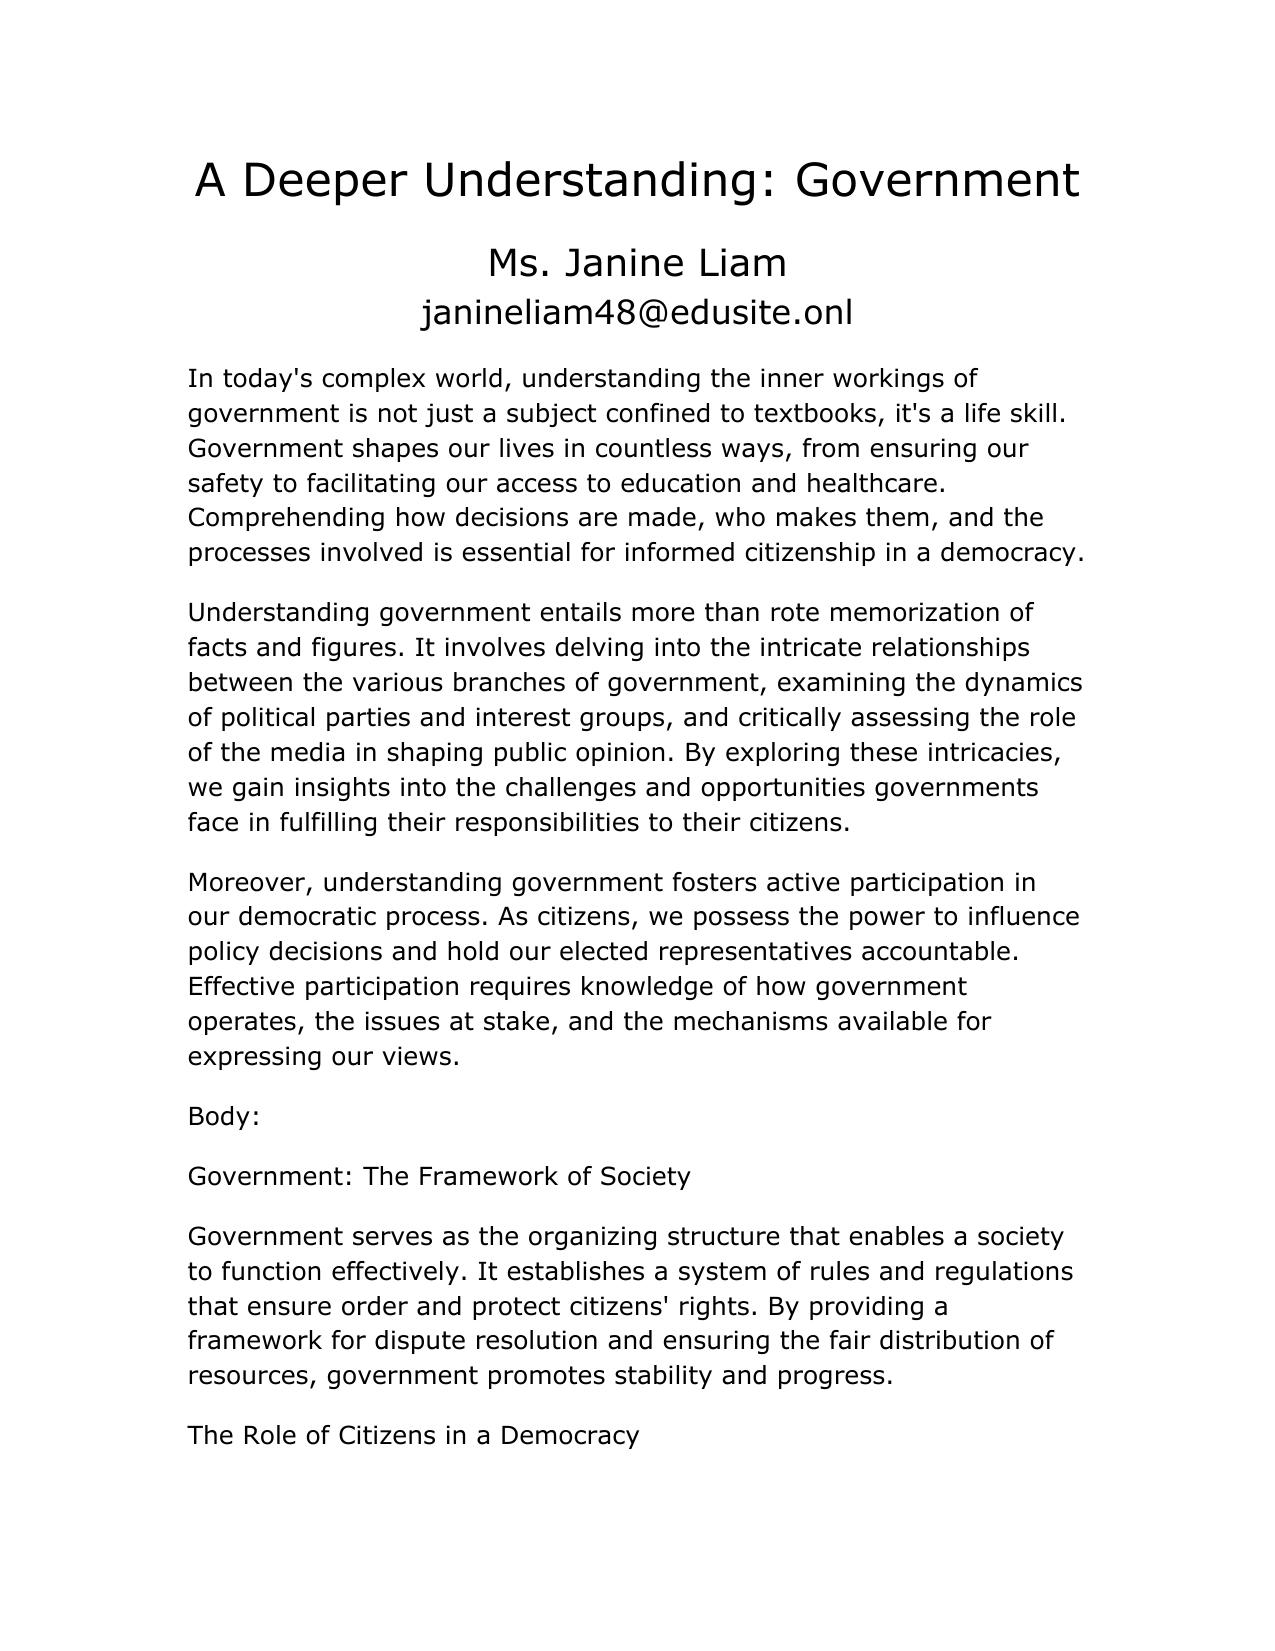 A Deeper Understanding: Government
Ms. Janine Liam
janineliam48@edusite.onl
In today's complex world, understanding the inner workings of
government is not just a subject confined to textbooks, it's a life skill.
Government shapes our lives in countless ways, from ensuring our
safety to facilitating our access to education and healthcare.
Comprehending how decisions are made, who makes them, and the
processes involved is essential for informed citizenship in a democracy.
Understanding government entails more than rote memorization of
facts and figures. It involves delving into the intricate relationships
between the various branches of government, examining the dynamics
of political parties and interest groups, and critically assessing the role
of the media in shaping public opinion. By exploring these intricacies,
we gain insights into the challenges and opportunities governments
face in fulfilling their responsibilities to their citizens.
Moreover, understanding government fosters active participation in
our democratic process. As citizens, we possess the power to influence
policy decisions and hold our elected representatives accountable.
Effective participation requires knowledge of how government
operates, the issues at stake, and the mechanisms available for
expressing our views.
Body:
Government: The Framework of Society
Government serves as the organizing structure that enables a society
to function effectively. It establishes a system of rules and regulations
that ensure order and protect citizens' rights. By providing a
framework for dispute resolution and ensuring the fair distribution of
resources, government promotes stability and progress.
The Role of Citizens in a Democracy